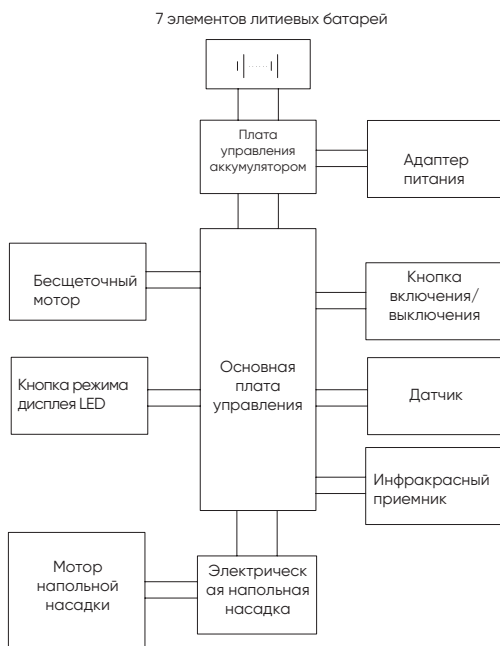 7 элементов литиевых батарей
Плата
управления
аккумулятором
Адаптер
питания
Бесщеточный
мотор
Кнопка
включения/
выключения
Основная
плата
управления
Кнопка режима
дисплея LED
Датчик
Инфракрасный
приемник
Мотор
напольной
насадки
Электрическ
ая напольная
насадка